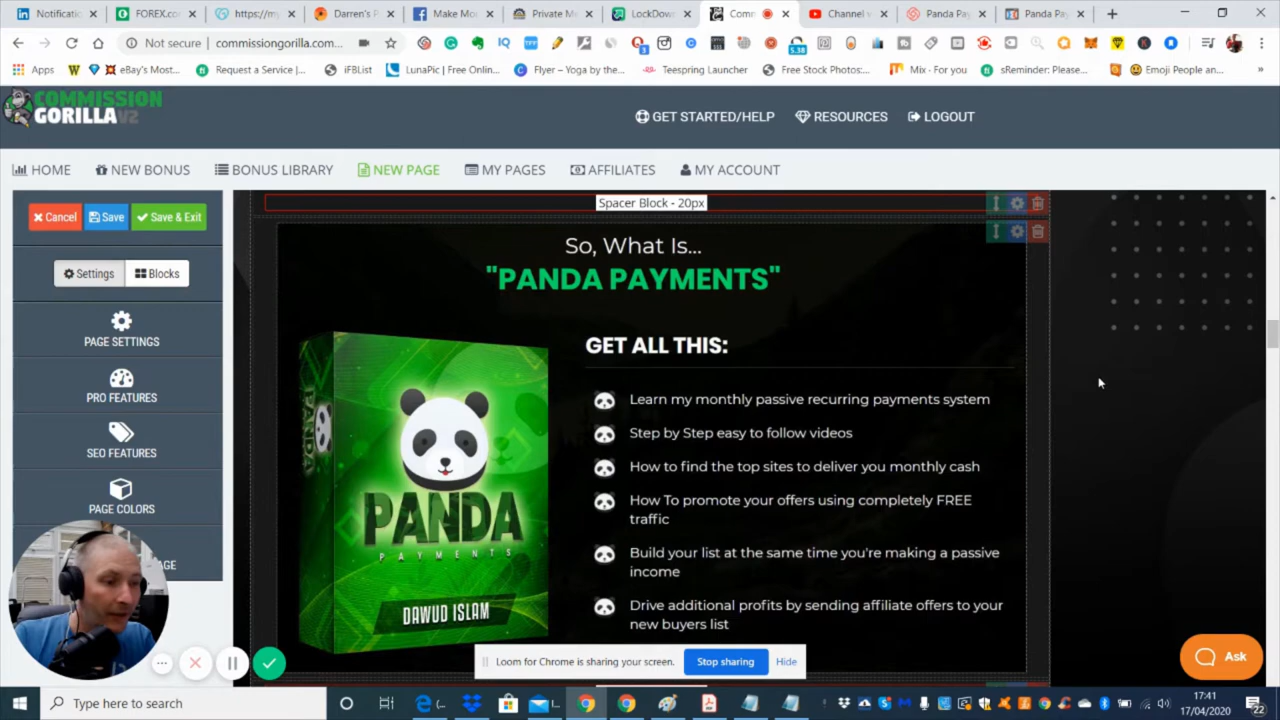 Notification
FOREX.co
https://my
Darren's P
Make Mo
Private Me
LockDow
Comm
Channel v
Panda Pay
Panda Pay
Not secure | commissiongorilla.com...
Apps
eBay's Most...
Request a Service |...
iFBList
LunaPic | Free Onlin...
Flyer – Yoga by the...
Teespring Launcher
Free Stock Photos:...
Mix - For you
sReminder: Please...
Emoji People an...
COMMISSION
GORILLA V2
GET STARTED/HELP
RESOURCES
LOGOUT
HOME
NEW BONUS
BONUS LIBRARY
NEW PAGE
MY PAGES
AFFILIATES
MY ACCOUNT
Cancel
Save
Save & Exit
Settings
Blocks
PAGE SETTINGS
PRO FEATURES
SEO FEATURES
PAGE COLORS
AGE
Spacer Block - 20px
So, What Is...
"PANDA PAYMENTS"
GET ALL THIS:
Learn my monthly passive recurring payments system
Step by Step easy to follow videos
How to find the top sites to deliver you monthly cash
How To promote your offers using completely FREE
traffic
Build your list at the same time you're making a passive
income
Drive additional profits by sending affiliate offers to your
new buyers list
PANDA
PANDA
PAYMENTS
DAWUD ISLAM
Loom for Chrome is sharing your screen.
Stop sharing
Hide
Ask
Type here to search
17:41
17/04/2020
22